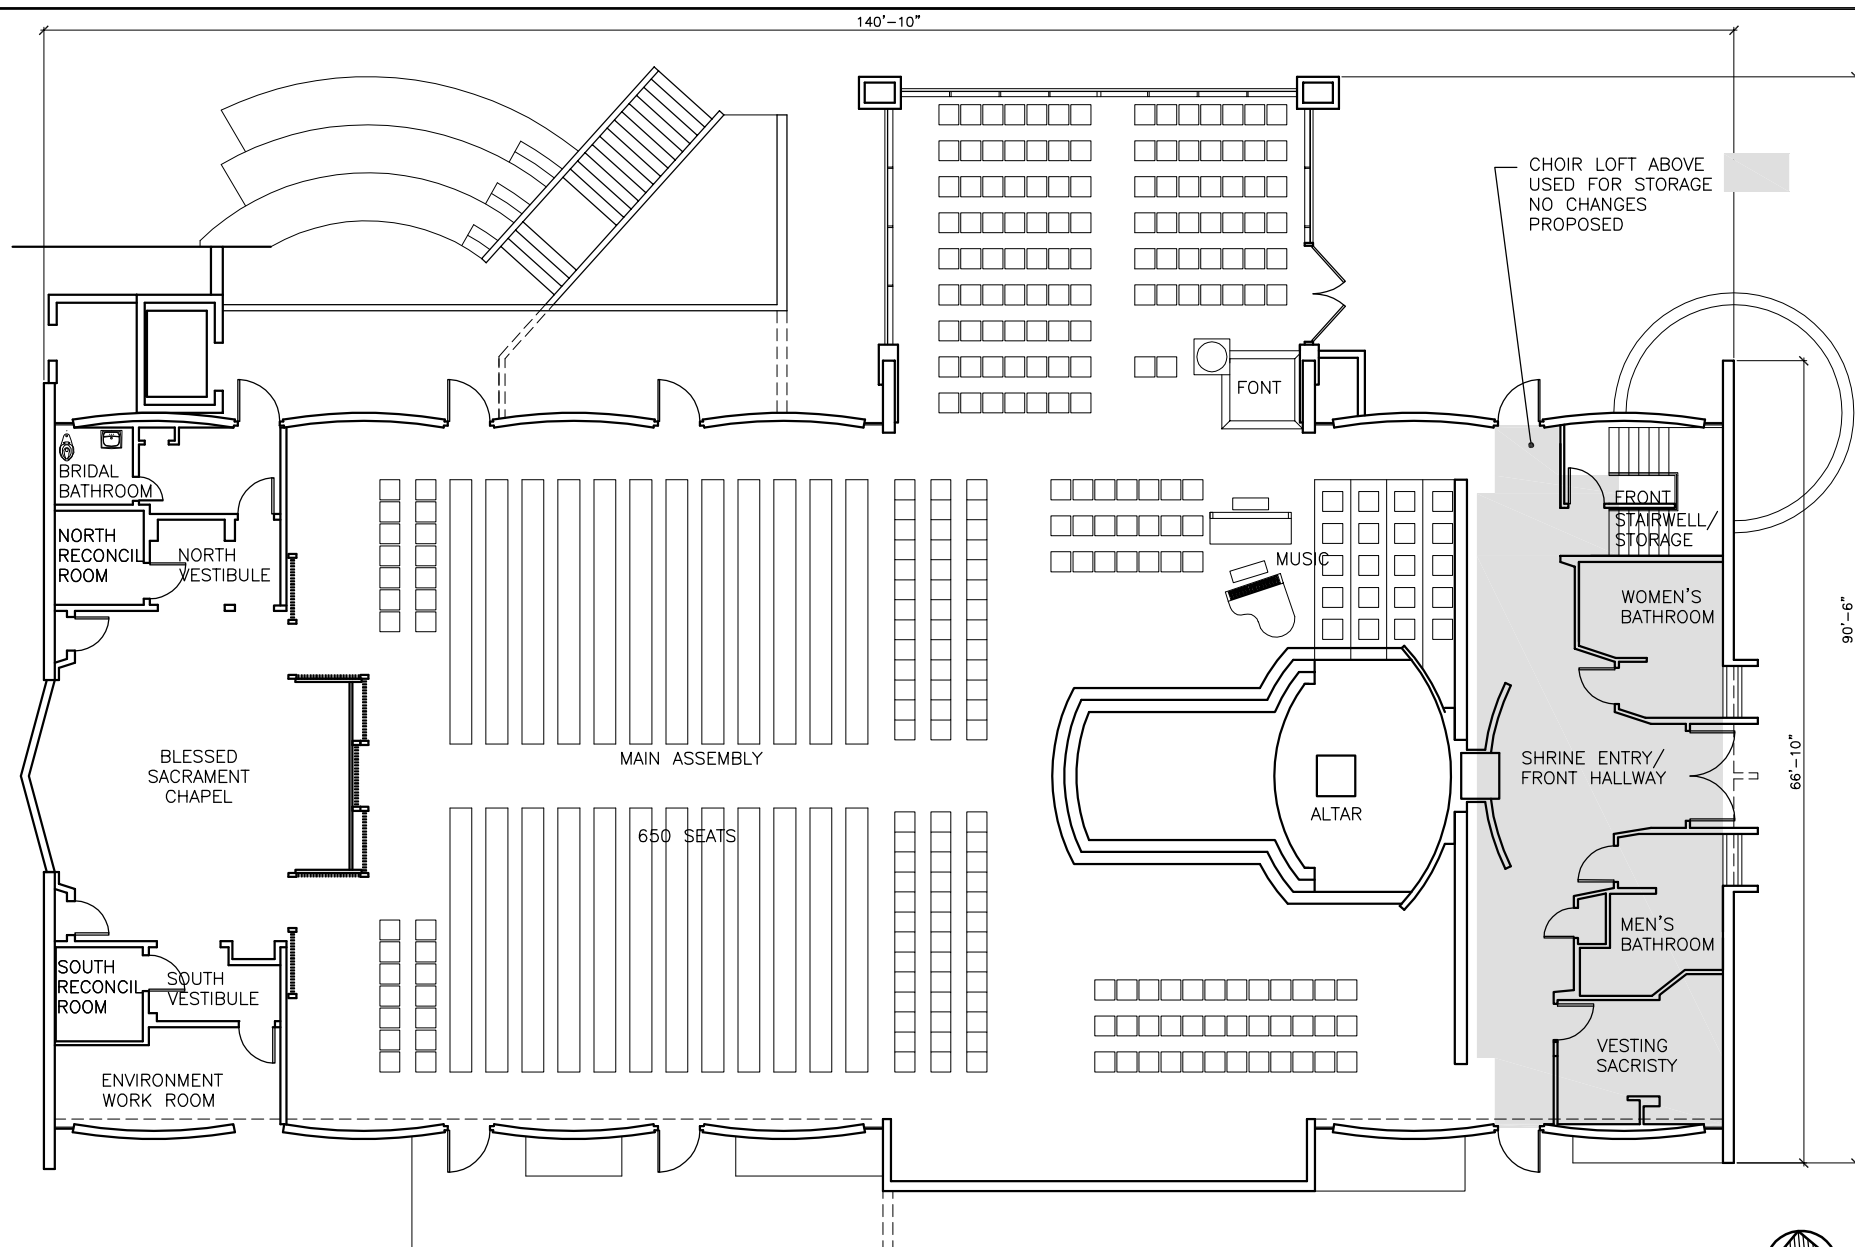 140'-10"
CHOIR LOFT ABOVE
USED FOR STORAGE
NO CHANGES
PROPOSED
FONT
BRIDAL
BATHROOM
NORTH
RECONCIL
ROOM
NORTH
VESTIBULE
FRONT
STAIRWELL/
STORAGE
MUSIC
WOMEN'S
BATHROOM
90'-6"
66'-10"
BLESSED
SACRAMENT
CHAPEL
MAIN ASSEMBLY
650 SEATS
ALTAR
SHRINE ENTRY/
FRONT HALLWAY
MEN'S
BATHROOM
SOUTH
RECONCIL
ROOM
SOUTH
VESTIBULE
VESTING
SACRISTY
ENVIRONMENT
WORK ROOM